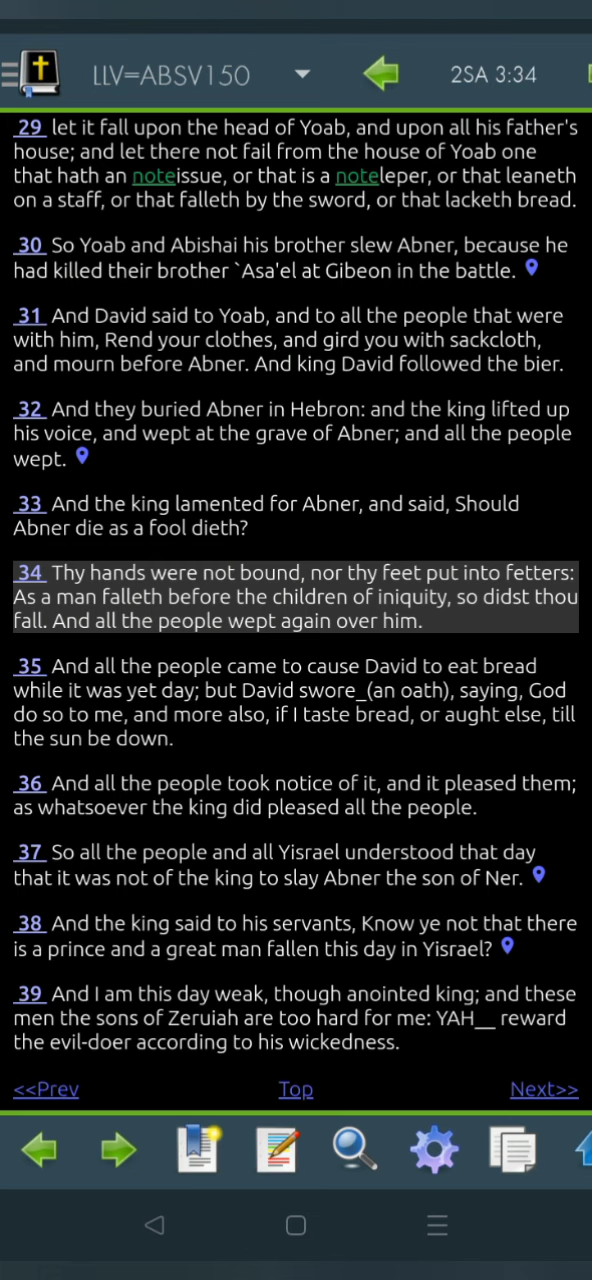 LLV=ABSV150 2SA 3:34
29 let it fall upon the head of Yoab, and upon all his father's
house; and let there not fail from the house of Yoab one
that hath an noteissue, or that is a noteleper, or that leaneth
on a staff, or that falleth by the sword, or that lacketh bread.
30 So Yoab and Abishai his brother slew Abner, because he
had killed their brother `Asa'el at Gibeon in the battle.
31 And David said to Yoab, and to all the people that were
with him, Rend your clothes, and gird you with sackcloth,
and mourn before Abner. And king David followed the bier.
32 And they buried Abner in Hebron: and the king lifted up
his voice, and wept at the grave of Abner; and all the people
wept.
33 And the king lamented for Abner, and said, Should
Abner die as a fool dieth?
34 Thy hands were not bound, nor thy feet put into fetters:
As a man falleth before the children of iniquity, so didst thou
fall. And all the people wept again over him.
35 And all the people came to cause David to eat bread
while it was yet day; but David swore_(an oath), saying, God
do so to me, and more also, if I taste bread, or aught else, till
the sun be down.
36 And all the people took notice of it, and it pleased them;
as whatsoever the king did pleased all the people.
37 So all the people and all Yisrael understood that day
that it was not of the king to slay Abner the son of Ner.
38 And the king said to his servants, Know ye not that there
is a prince and a great man fallen this day in Yisrael?
39 And I am this day weak, though anointed king; and these
men the sons of Zeruiah are too hard for me: YAH__ reward
the evil-doer according to his wickedness.
<<Prev Top Next>>